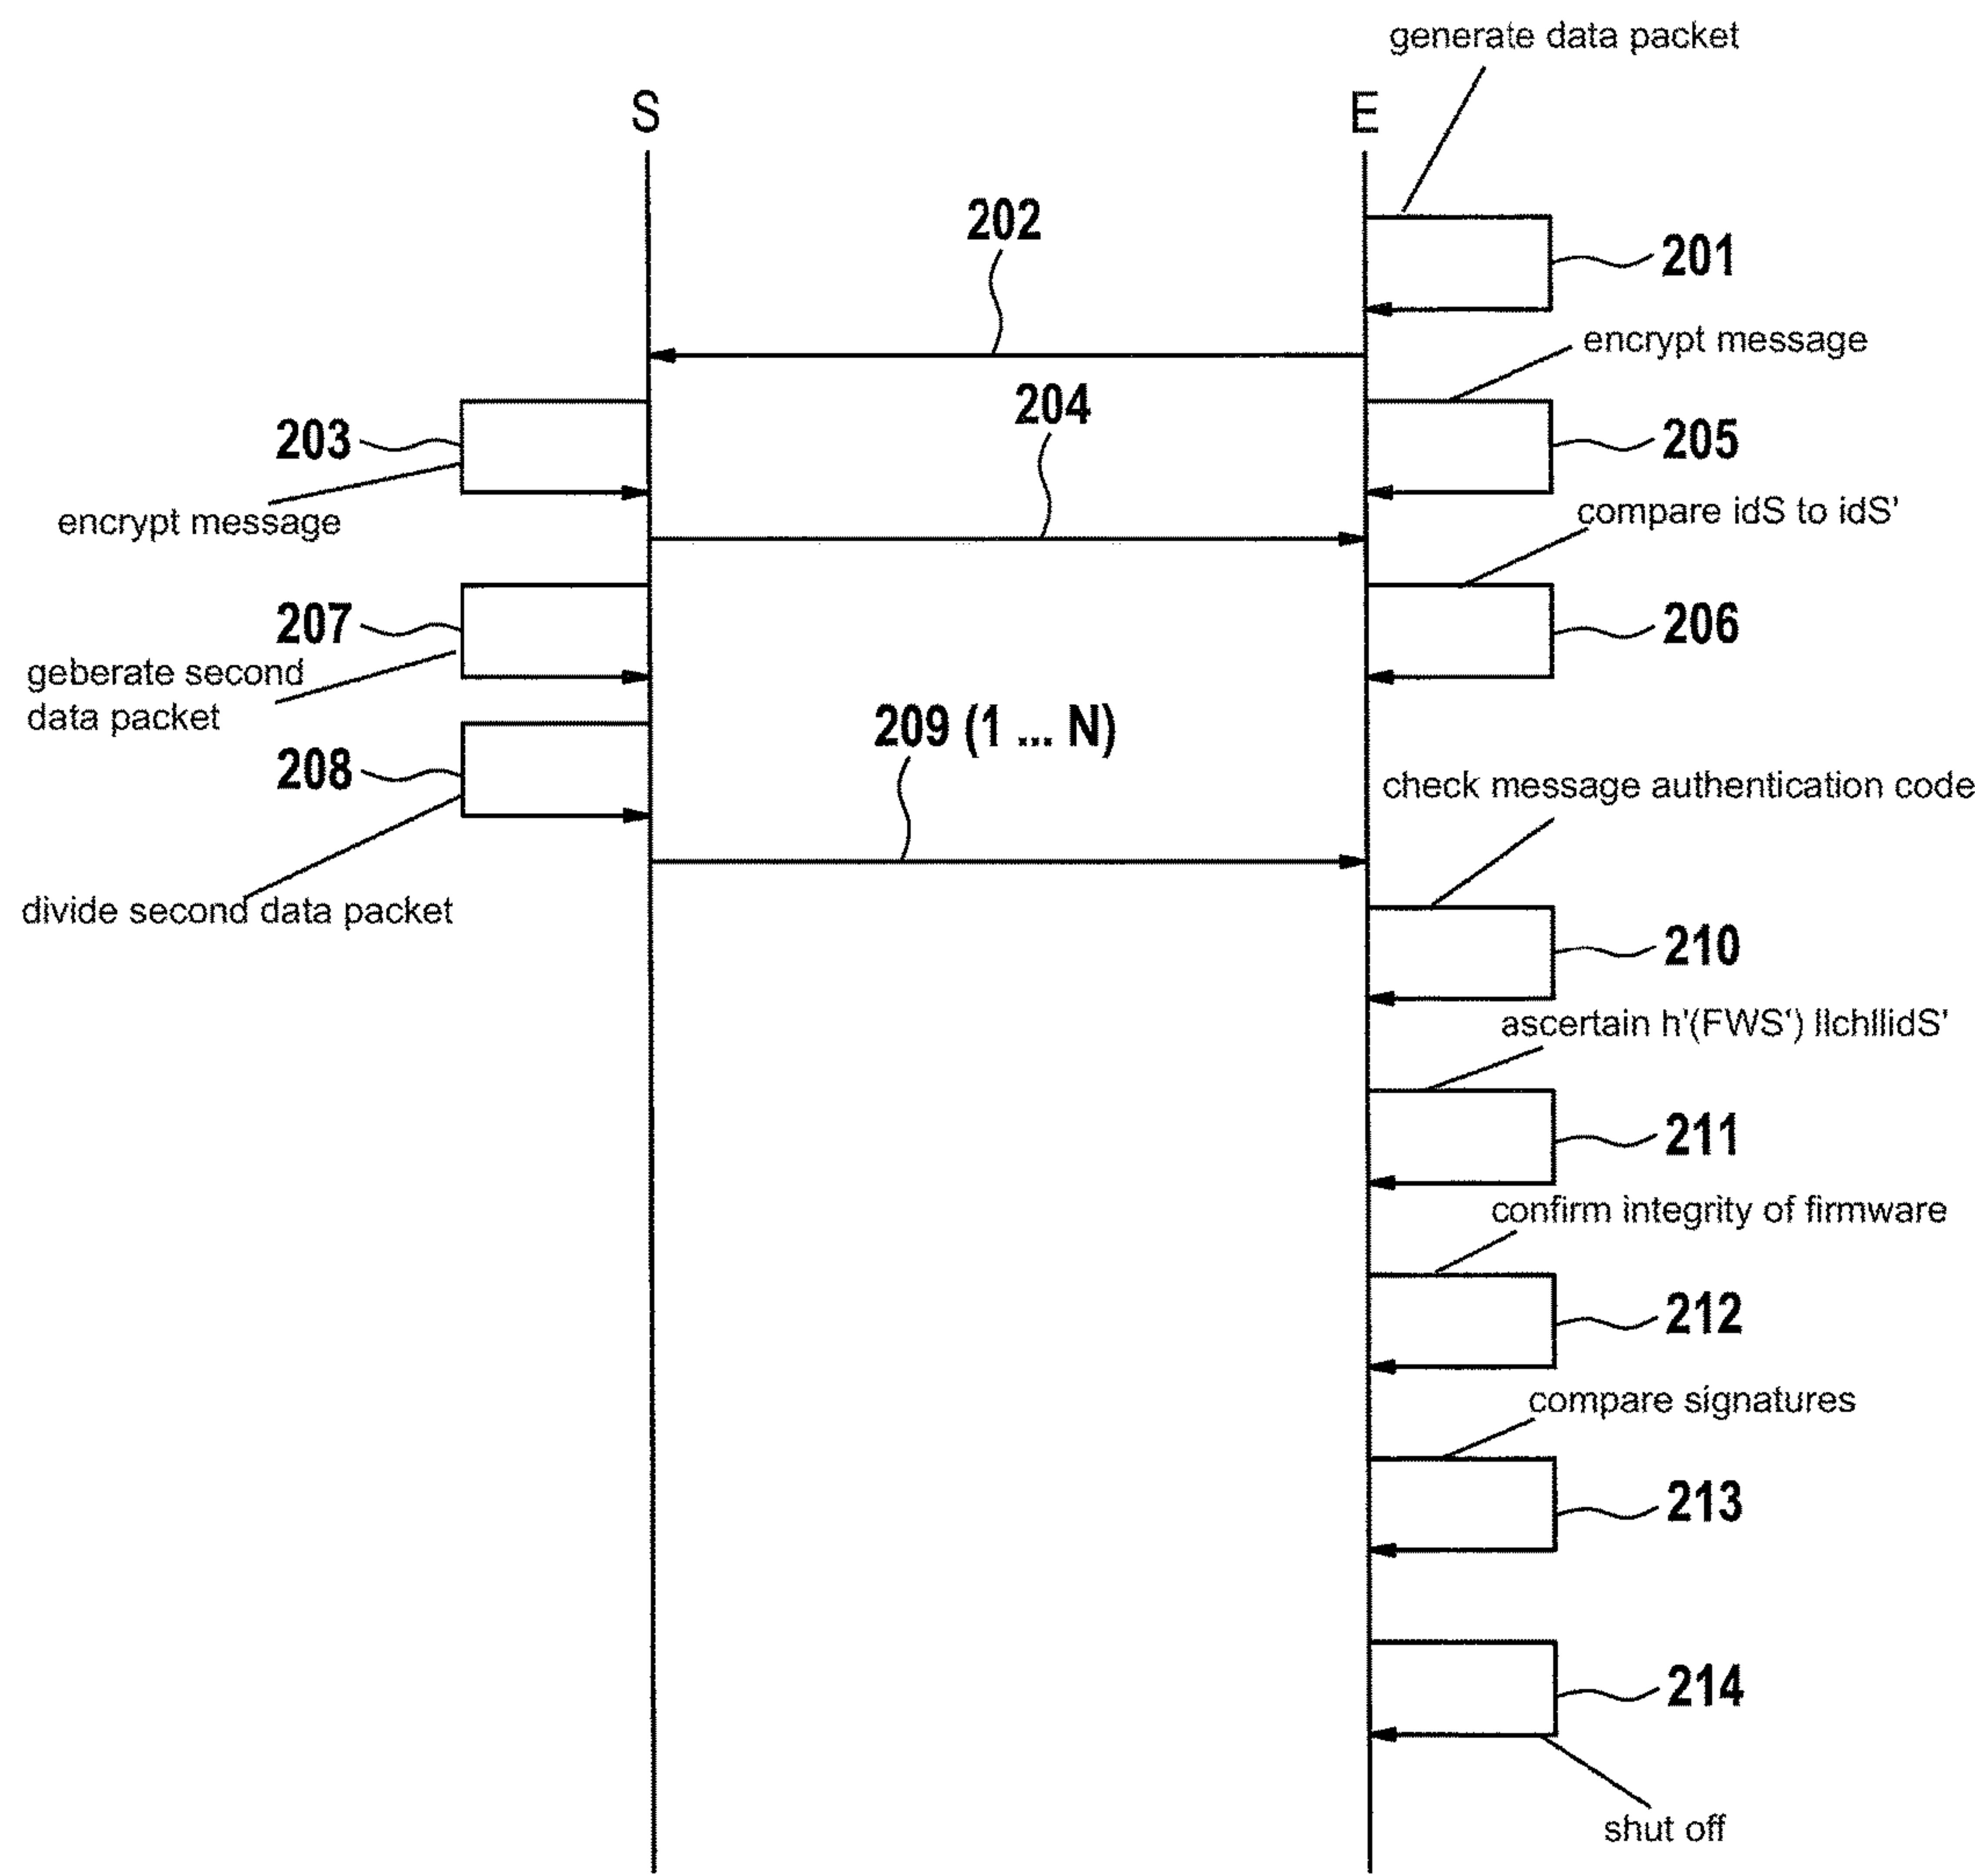 generate data packet
S
E
202
201
encrypt message
204
203
205
encrypt message
compare idS to idS'
207
206
geberate second
data packet
209 (1 ... N)
208
check message authentication code
divide second data packet
210
ascertain h'(FWS') llchllidS'
211
confirm integrity of firmware
212
compare signatures
213
214
shut off